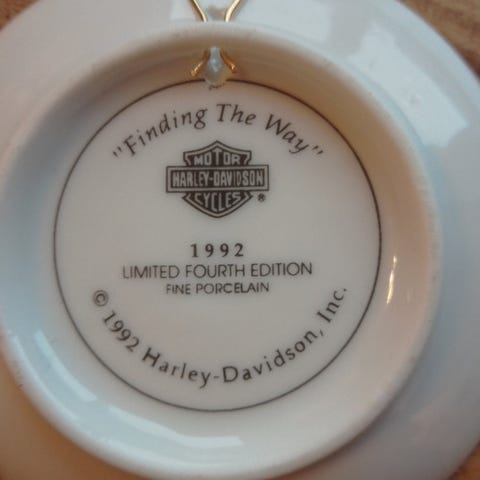 "Finding The Way"
MOTOR
HARLEY-DAVIDSON
CYCLES ®
1992
LIMITED FOURTH EDITION
FINE PORCELAIN
© 1992 Harley-Davidson, Inc.